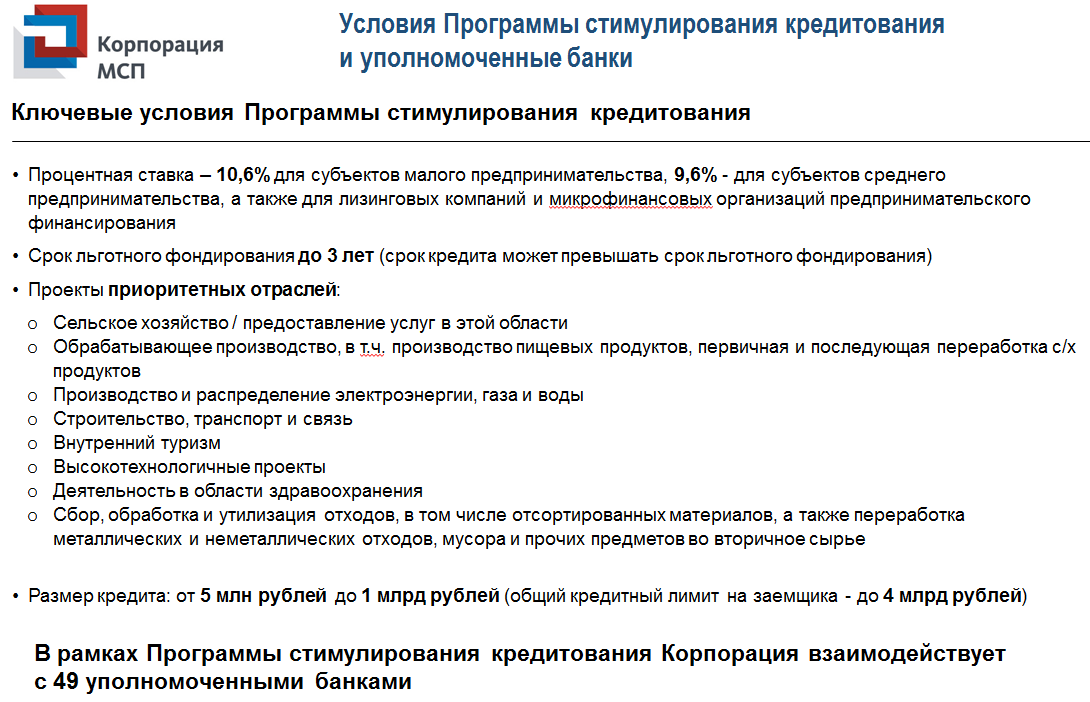 Корпорация
МСП
Условия Программы стимулирования кредитования
и уполномоченные банки
Ключевые условия Программы стимулирования кредитования
• Процентная ставка – 10,6% для субъектов малого предпринимательства, 9,6% - для субъектов среднего
предпринимательства, а также для лизинговых компаний и микрофинансовых организаций предпринимательского
финансирования
• Срок льготного фондирования до 3 лет (срок кредита может превышать срок льготного фондирования)
• Проекты приоритетных отраслей:
o Сельское хозяйство / предоставление услуг в этой области
o Обрабатывающее производство, в т.ч. производство пищевых продуктов, первичная и последующая переработка с/х
продуктов
o Производство и распределение электроэнергии, газа и воды
o Строительство, транспорт и связь
o Внутренний туризм
o Высокотехнологичные проекты
o Деятельность в области здравоохранения
o Сбор, обработка и утилизация отходов, в том числе отсортированных материалов, а также переработка
металлических и неметаллических отходов, мусора и прочих предметов во вторичное сырье
• Размер кредита: от 5 млн рублей до 1 млрд рублей (общий кредитный лимит на заемщика - до 4 млрд рублей)
В рамках Программы стимулирования кредитования Корпорация взаимодействует
с 49 уполномоченными банками